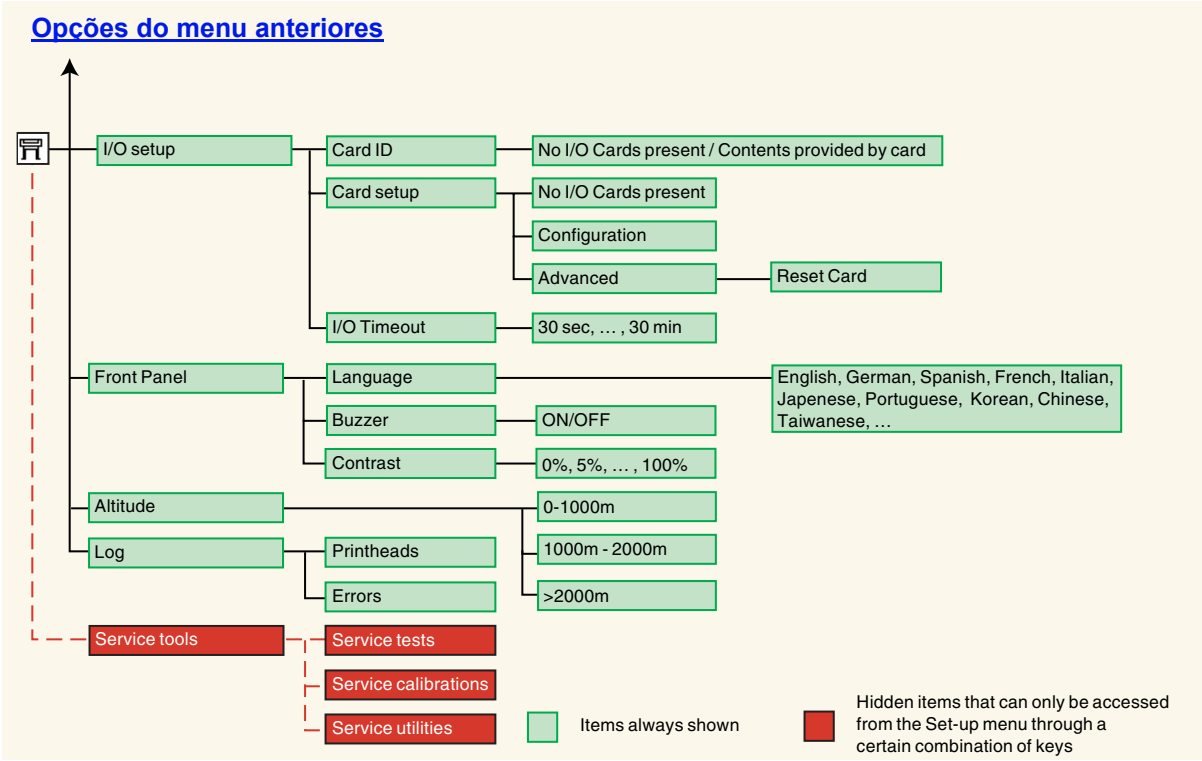 Opções do menu anteriores
I/O setup
Card ID
No I/O Cards present / Contents provided by card
Card setup
No I/O Cards present
Configuration
Advanced
Reset Card
I/O Timeout
30 sec, … , 30 min
Front Panel
Language
English, German, Spanish, French, Italian,
Japenese, Portuguese, Korean, Chinese,
Taiwanese, …
Buzzer
ON/OFF
Contrast
0%, 5%, … , 100%
Altitude
0-1000m
1000m - 2000m
>2000m
Log
Printheads
Errors
Service tools
Service tests
Service calibrations
Service utilities
Items always shown
Hidden items that can only be accessed
from the Set-up menu through a
certain combination of keys